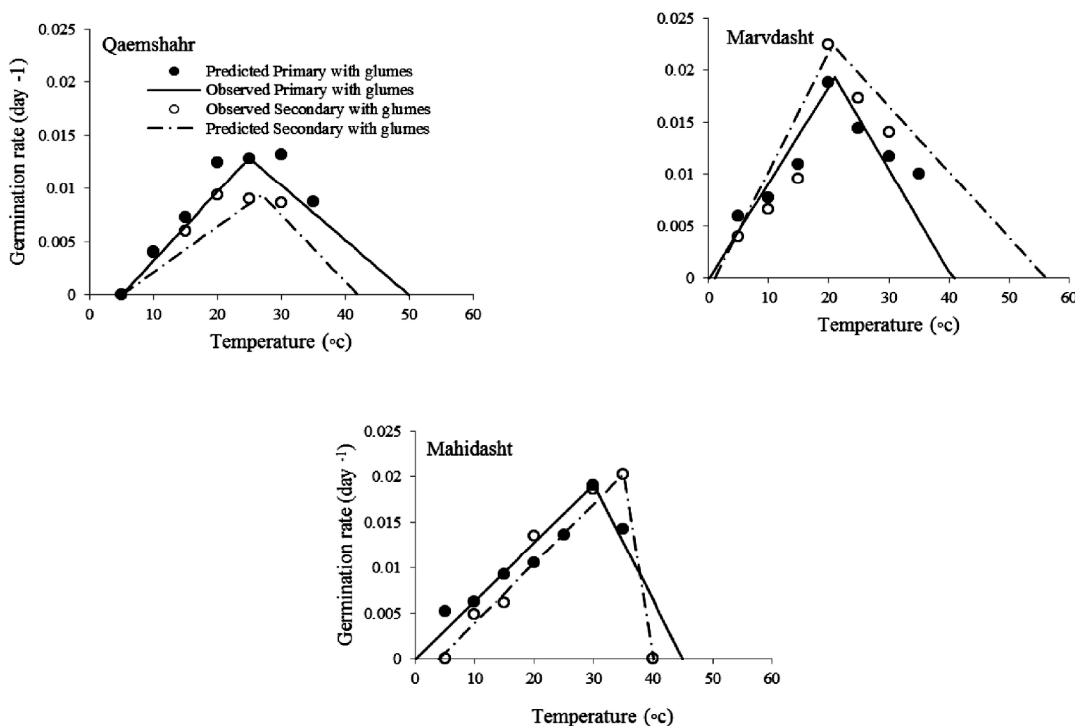 Qaemshahr
Predicted Primary with glumes
Observed Primary with glumes
Observed Secondary with glumes
Predicted Secondary with glumes
Germination rate (day -1)
0.025
0.02
0.015
0.01
0.005
0
0 10 20 30 40 50 60
Temperature (∘c)
Marvdasht
Germination rate (day -1)
0.025
0.02
0.015
0.01
0.005
0
0 10 20 30 40 50 60
Temperature (∘c)
Mahidasht
Germination rate (day -1)
0.025
0.02
0.015
0.01
0.005
0
0 10 20 30 40 50 60
Temperature (∘c)